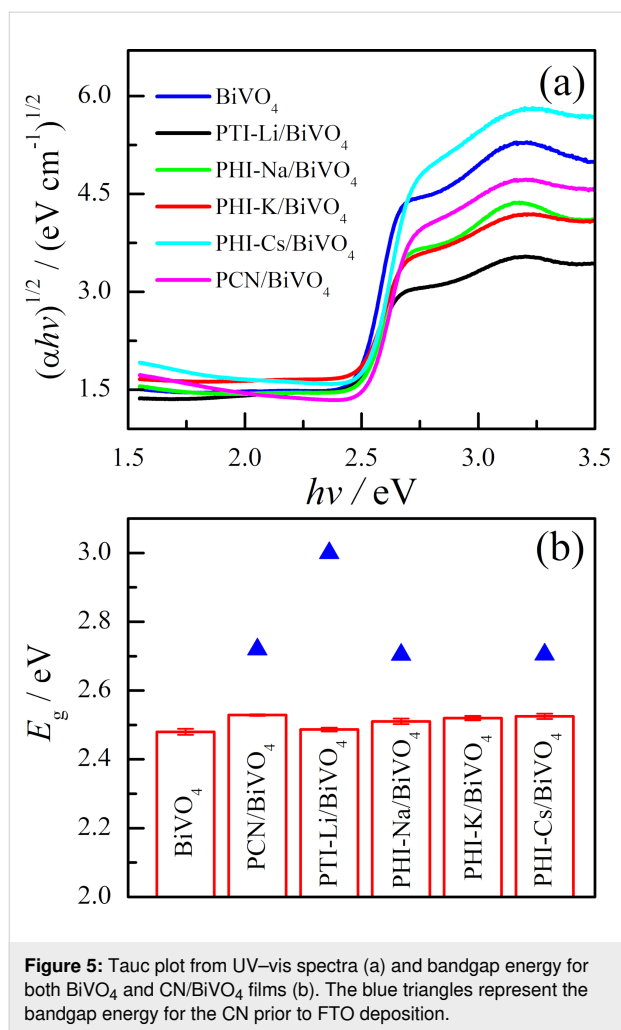 (a)
6.0
4.5
3.0
1.5
(αhν)1/2 / (eV cm−1)1/2
BiVO4
PTI-Li/BiVO4
PHI-Na/BiVO4
PHI-K/BiVO4
PHI-Cs/BiVO4
PCN/BiVO4
1.5 2.0 2.5 3.0 3.5
hν / eV
(b)
3.0
2.8
2.6
2.4
2.2
2.0
Eg / eV
BiVO4
PCN/BiVO4
PTI-Li/BiVO4
PHI-Na/BiVO4
PHI-K/BiVO4
PHI-Cs/BiVO4
Figure 5: Tauc plot from UV–vis spectra (a) and bandgap energy for
both BiVO4 and CN/BiVO4 films (b). The blue triangles represent the
bandgap energy for the CN prior to FTO deposition.